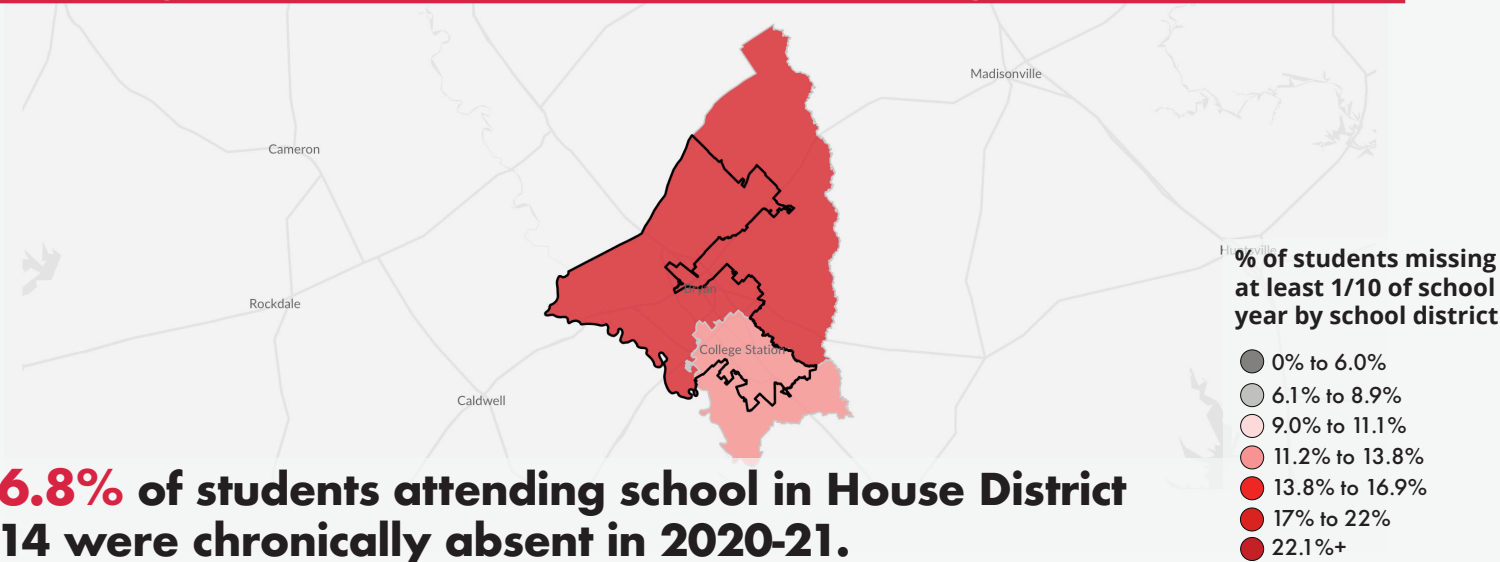 Madisonville
Cameron
Huntsville
Rockdale
Bryan
College Station
Caldwell
% of students missing
at least 1/10 of school
year by school district
0% to 6.0%
6.1% to 8.9%
9.0% to 11.1%
11.2% to 13.8%
13.8% to 16.9%
17% to 22%
22.1%+
6.8% of students attending school in House District
14 were chronically absent in 2020-21.